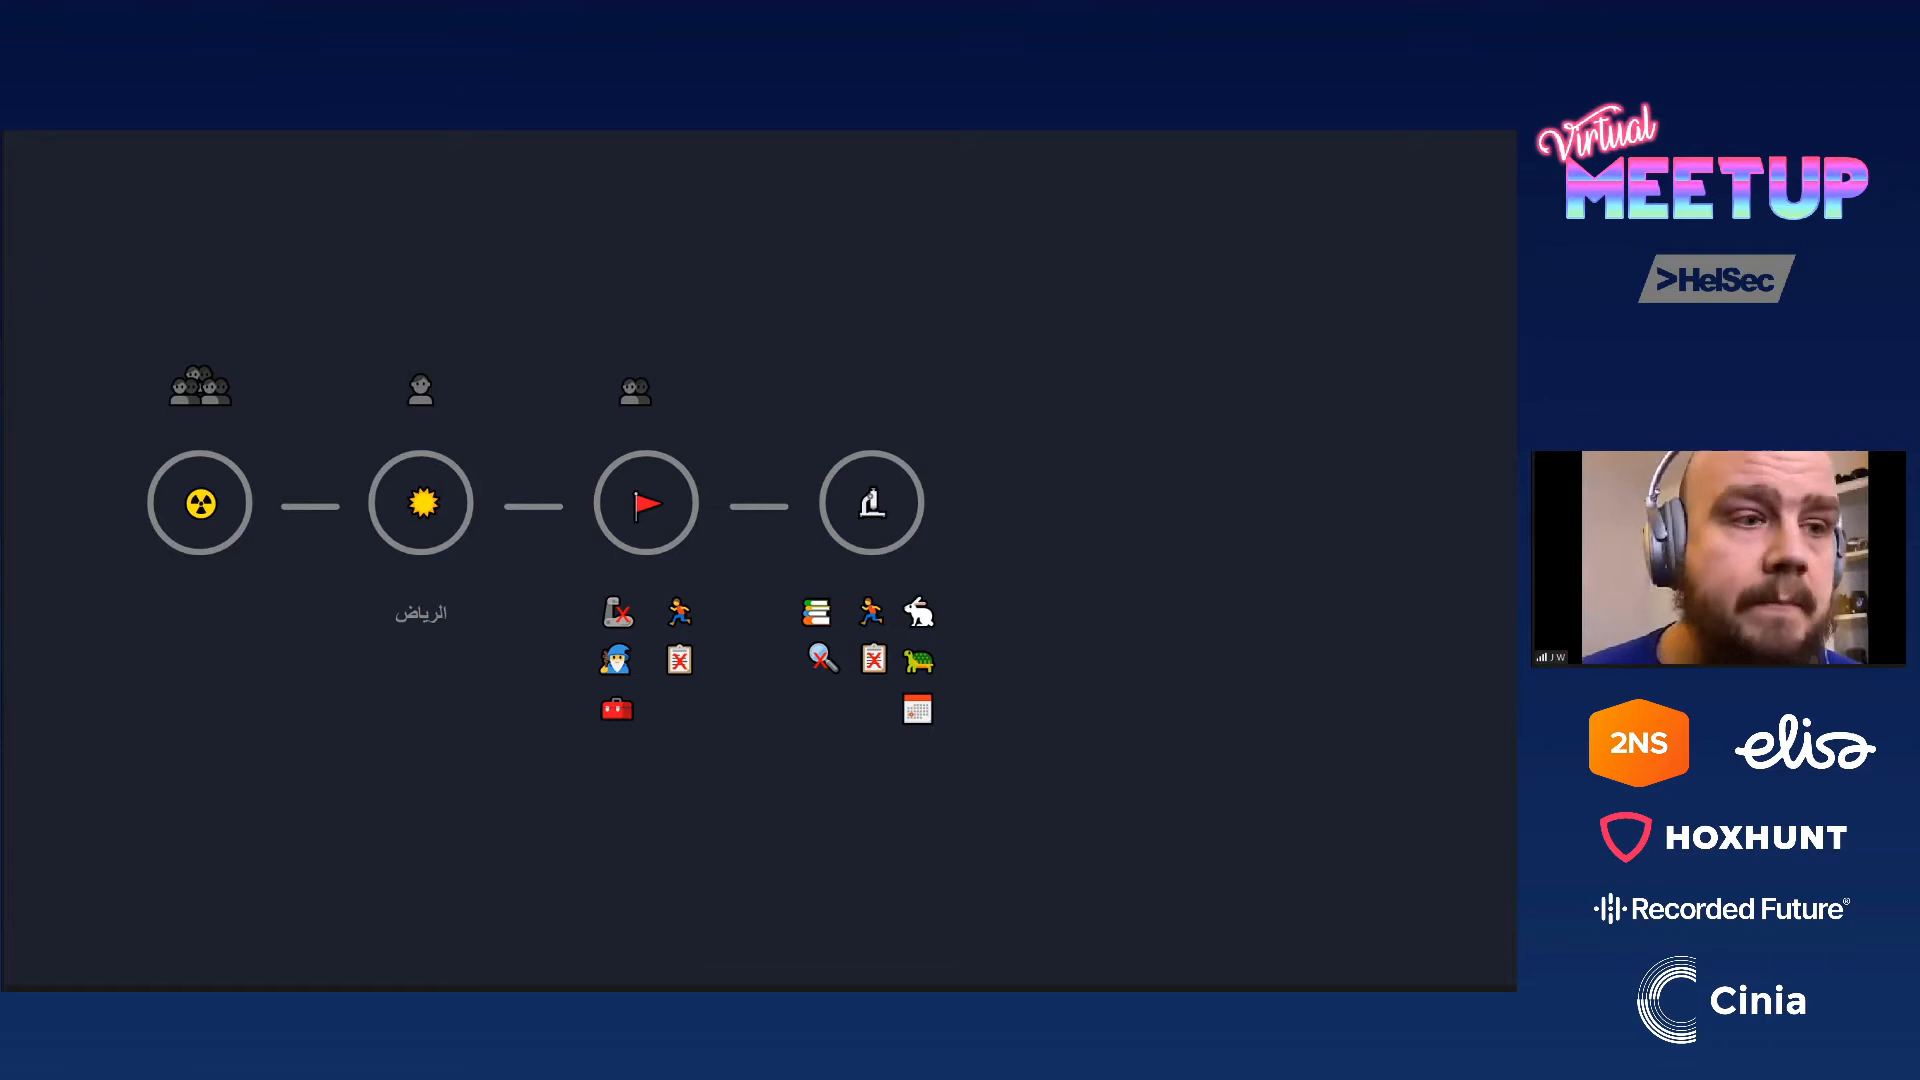 Virtual
MEETUP
>HelSec
الرياض
J W
2NS
elisa
HOXHUNT
Recorded Future®
Cinia